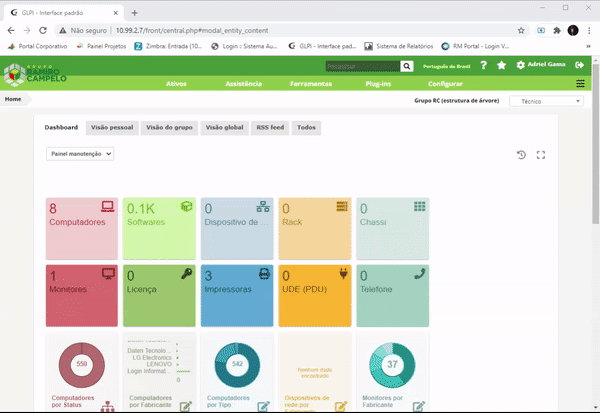 GLPI - Interface padrão
Não seguro | 10.99.2.7/front/central.php#modal_entity_content
Portal Corporativo
Painel Projetos
Zimbra: Entrada (10...
Login :: Sistema Au...
GLPI - Interface pad...
Sistema de Relatórios
RM Portal - Login V...
GRUPO
RAMIRO
CAMPELO
Pesquisar
Português do Brasil
Adriel Gama
Ativos
Assistência
Ferramentas
Plug-ins
Configurar
Home
Grupo RC (estrutura de árvore)
Técnico
Dashboard
Visão pessoal
Visão do grupo
Visão global
RSS feed
Todos
Painel manutenção
8
Computadores
0.1K
Softwares
0
Dispositivo de ...
0
Rack
0
Chassi
1
Monitores
0
Licença
3
Impressoras
0
UDE (PDU)
0
Telefone
550
Computadores
por Status
Daten Tecnolo...
LG Electronics
LENOVO
Login Informat...
0
Computadores
por Fabricante
542
Computadores
por Tipo
Nenhum dado
encontrado
Dispositivos de
rede por
37
Monitores por
Fabricante